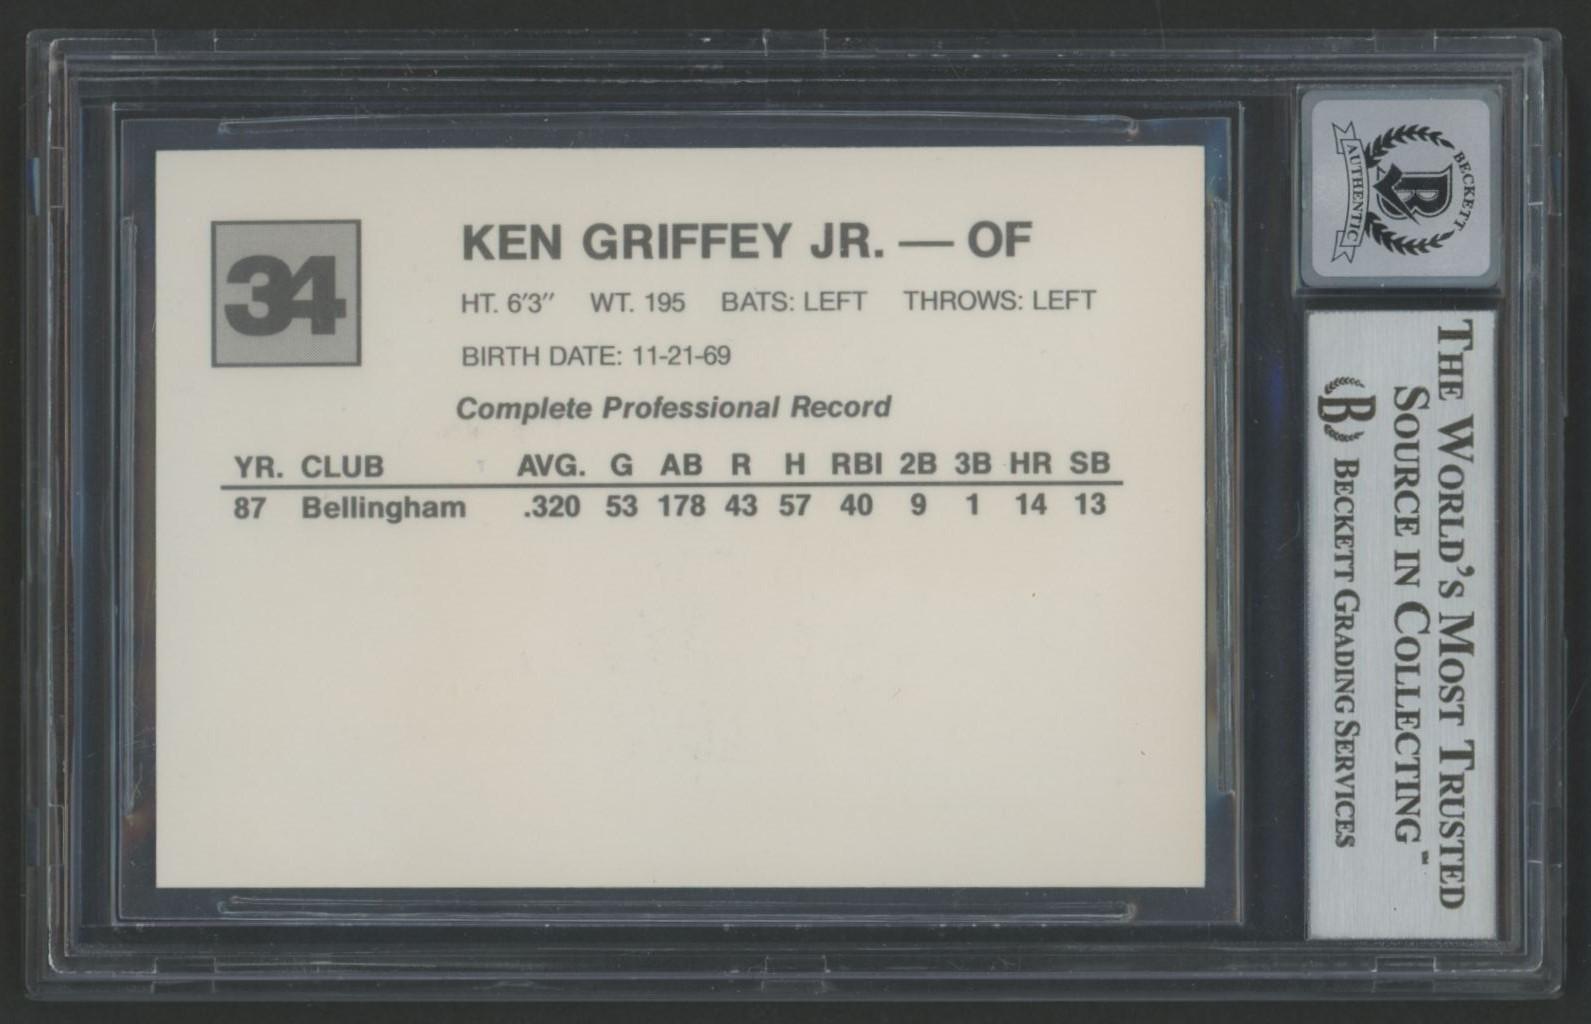 34
KEN GRIFFEY JR. — OF
HT. 6'3" WT. 195 BATS: LEFT THROWS: LEFT
BIRTH DATE: 11-21-69
Complete Professional Record
YR. CLUB AVG. G AB R H RBI 2B 3B HR SB
87 Bellingham .320 53 178 43 57 40 9 1 14 13
BECKETT
B
AUTHENTIC
THE WORLD'S MOST TRUSTED
SOURCE IN COLLECTING™
B BECKETT GRADING SERVICES